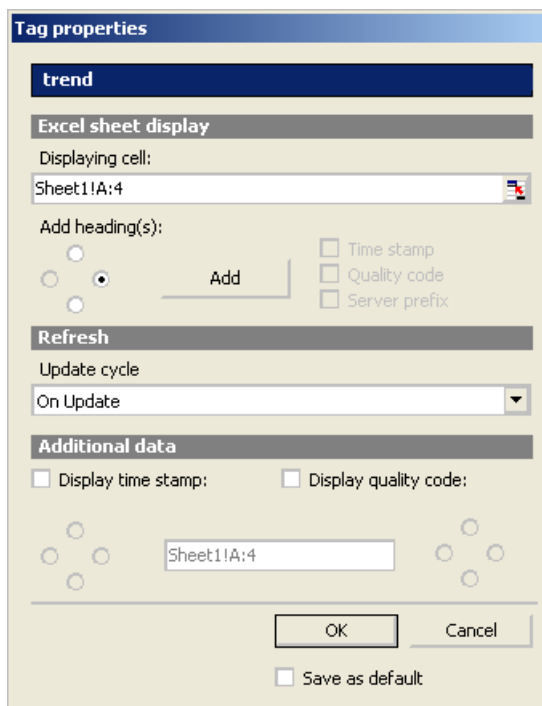 Tag properties
trend
Excel sheet display
Displaying cell:
Sheet1!A:4
Add heading(s):
Add
Time stamp
Quality code
Server prefix
Refresh
Update cycle
On Update
Additional data
Display time stamp: Display quality code:
Sheet1!A:4
OK Cancel
Save as default